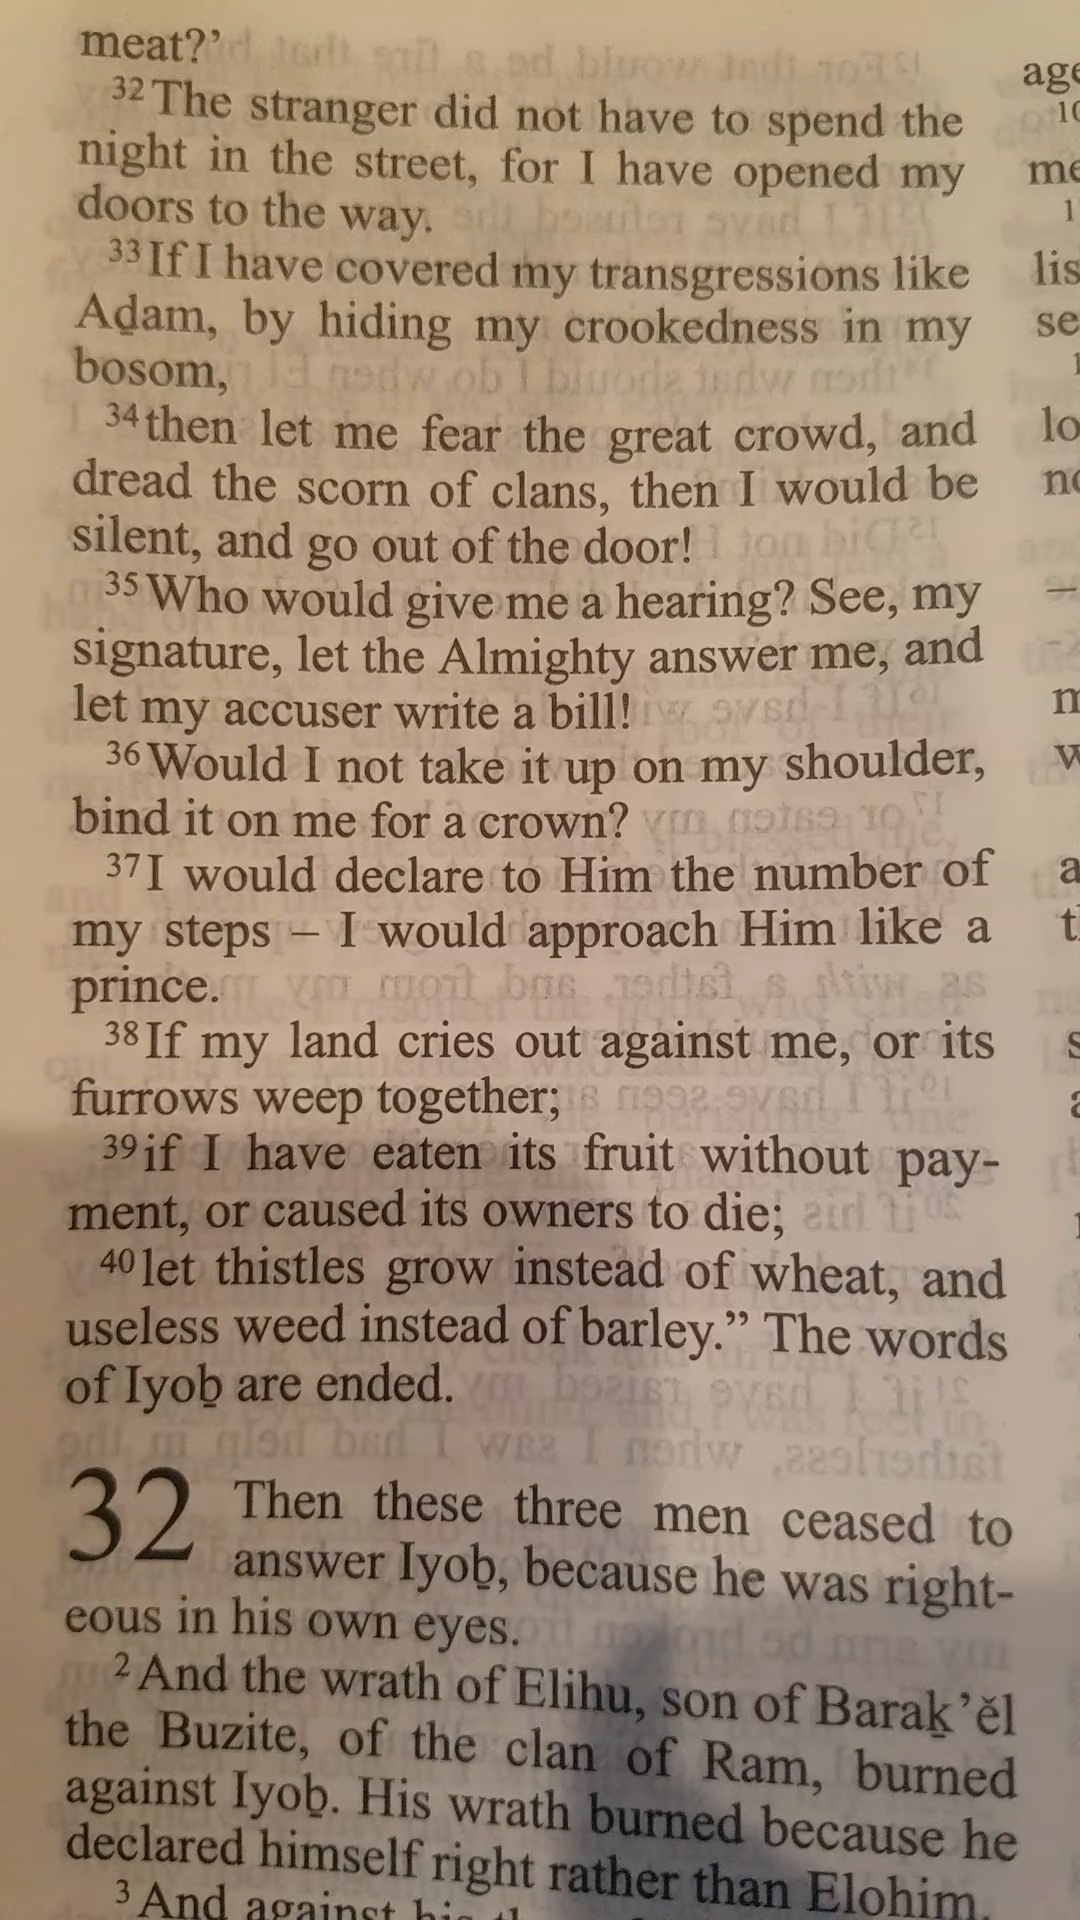 meat?’
32 The stranger did not have to spend the
night in the street, for I have opened my
doors to the way.
33 If I have covered my transgressions like
Aḏam, by hiding my crookedness in my
bosom,
34 then let me fear the great crowd, and
dread the scorn of clans, then I would be
silent, and go out of the door!
35 Who would give me a hearing? See, my
signature, let the Almighty answer me, and
let my accuser write a bill!
36 Would I not take it up on my shoulder,
bind it on me for a crown?
37 I would declare to Him the number of
my steps – I would approach Him like a
prince.
38 If my land cries out against me, or its
furrows weep together;
39 if I have eaten its fruit without pay-
ment, or caused its owners to die;
40 let thistles grow instead of wheat, and
useless weed instead of barley.” The words
of Iyoḇ are ended.
32 Then these three men ceased to
answer Iyoḇ, because he was right-
eous in his own eyes.
2 And the wrath of Elihu, son of Baraḵ’ěl
the Buzite, of the clan of Ram, burned
against Iyoḇ. His wrath burned because he
declared himself right rather than Elohim.
3 And against his